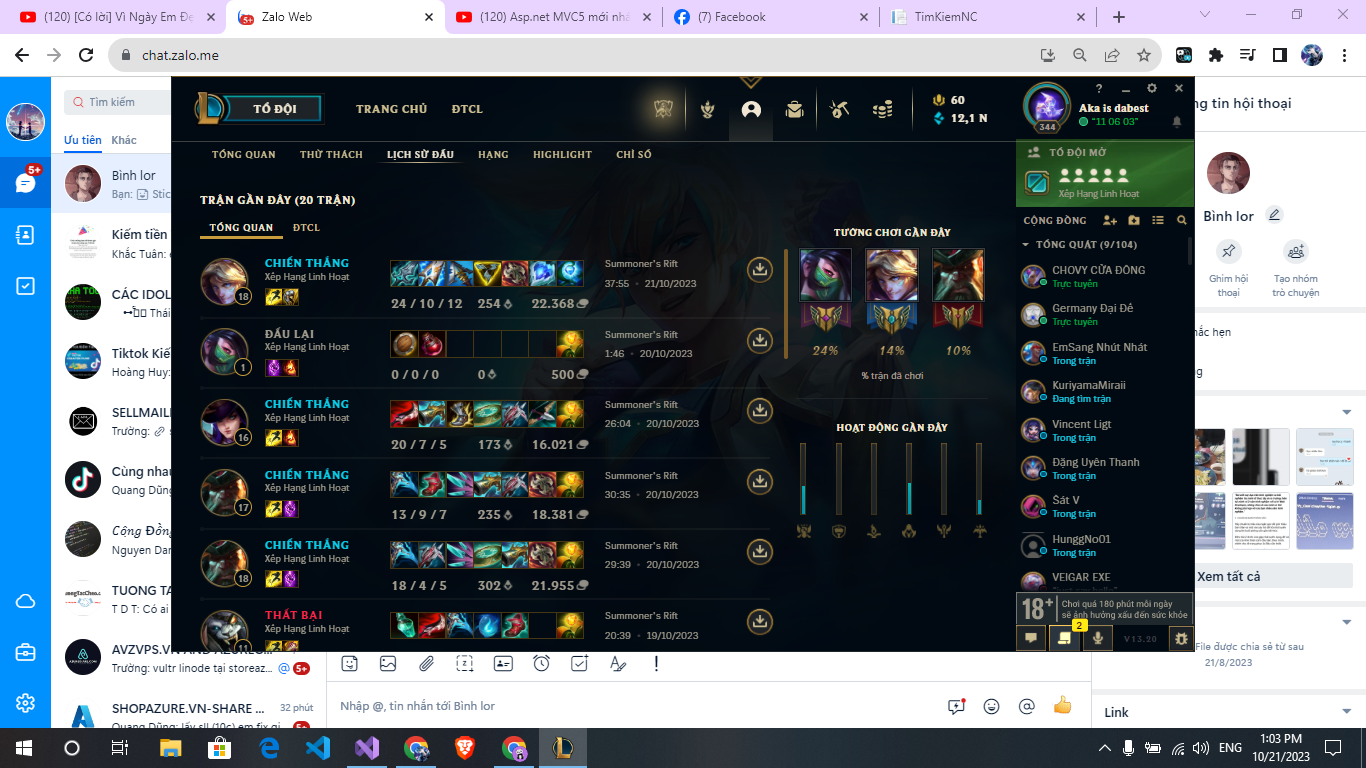 (120) [Có lời] Vì Ngày Em Đẹ
Zalo Web
(120) Asp.net MVC5 mới nhấ
(7) Facebook
TimKiemNC
chat.zalo.me
Tìm kiếm
Ưu tiên
Khác
5+
Bình lor
Bạn:
Stic
Kiếm tiền
Khắc Tuân: 
CÁC IDOL
Thái
Tiktok Kiế
Hoàng Huy:
SELLMAILL
Trường:
Cùng nhau
Quang Dũng:
Cộng Đồng
Nguyen Dan
TUONG TA
T D T: Có ai
AVZVPS.VN AND AZUREC
Trường: vultr linode tại storeaz...
@ 5+
SHOPAZURE.VN-SHARE ...
32 phút
Quang Dũng: lấy sll (10c) em fix gi
5+
TỔ ĐỘI
TRANG CHỦ
ĐTCL
60
12,1 N
344
Aka is dabest
"11 06 03"
TỔNG QUAN
THỬ THÁCH
LỊCH SỬ ĐẤU
HẠNG
HIGHLIGHT
CHỈ SỐ
TRẬN GẦN ĐÂY (20 TRẬN)
TỔNG QUAN
ĐTCL
18
CHIẾN THẮNG
Xếp Hạng Linh Hoạt
24 / 10 / 12
254
22.368
Summoner's Rift
37:55 • 21/10/2023
1
ĐẤU LẠI
Xếp Hạng Linh Hoạt
0 / 0 / 0
0
500
Summoner's Rift
1:46 • 20/10/2023
16
CHIẾN THẮNG
Xếp Hạng Linh Hoạt
20 / 7 / 5
173
16.021
Summoner's Rift
26:04 • 20/10/2023
17
CHIẾN THẮNG
Xếp Hạng Linh Hoạt
13 / 9 / 7
235
18.576
Summoner's Rift
30:35 • 20/10/2023
18
CHIẾN THẮNG
Xếp Hạng Linh Hoạt
18 / 4 / 5
302
21.955
Summoner's Rift
29:39 • 20/10/2023
11
THẤT BẠI
Xếp Hạng Linh Hoạt
Summoner's Rift
20:39 • 19/10/2023
TƯỚNG CHƠI GẦN ĐÂY
24%
14%
10%
% trận đã chơi
HOẠT ĐỘNG GẦN ĐÂY
TỔ ĐỘI MỞ
Xếp Hạng Linh Hoạt
CỘNG ĐỒNG
TỔNG QUÁT (9/104)
CHOVY CỬA ĐÔNG
Trực tuyến
Germany Đại Đế
Trực tuyến
EmSang Nhút Nhát
Trong trận
KuriyamaMiraii
Đang tìm trận
Vincent Ligt
Trong trận
Đặng Uyên Thanh
Trong trận
Sát V
Trong trận
HunggNo01
Trong trận
VEIGAR EXE
18+
Chơi quá 180 phút mỗi ngày
sẽ ảnh hưởng xấu đến sức khỏe
2
V13.20
ng tin hội thoại
Bình lor
Ghim hội
thoại
Tạo nhóm
trò chuyện
hắc hẹn
Xem tất cả
File được chia sẻ từ sau
21/8/2023
Link
Nhập @, tin nhắn tới Bình lor
ENG
1:03 PM
10/21/2023